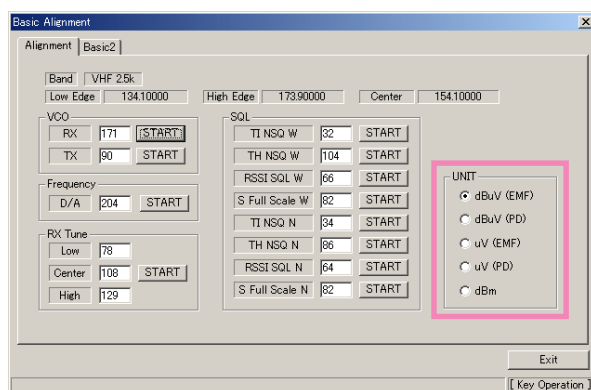 Basic Alignment
Alignment Basic2
Band VHF 2.5k
Low Edge 134.10000 High Edge 173.90000 Center 154.10000
VCO
RX 171 START
TX 90 START
Frequency
D/A 204 START
RX Tune
Low 78
Center 108 START
High 129
SQL
TI NSQ W 32 START
TH NSQ W 104 START
RSSI SQL W 66 START
S Full Scale W 82 START
TI NSQ N 34 START
TH NSQ N 86 START
RSSI SQL N 64 START
S Full Scale N 82 START
UNIT
dBuV (EMF)
dBuV (PD)
uV (EMF)
uV (PD)
dBm
Exit
[ Key Operation ]